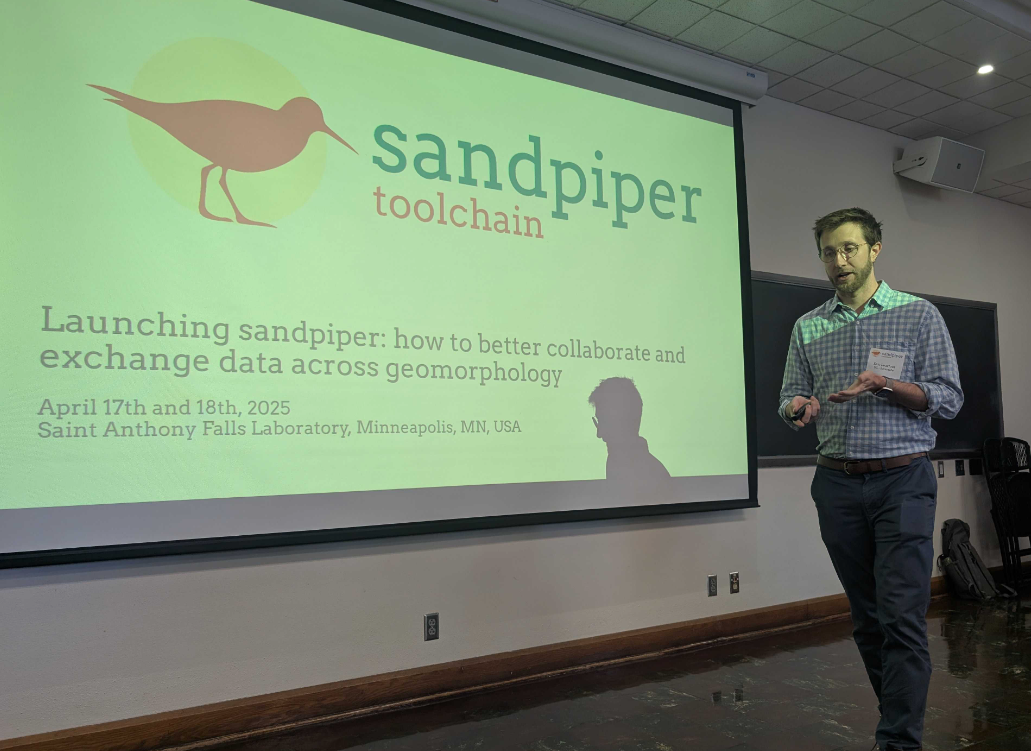 sandpiper
toolchain
Launching sandpiper: how to better collaborate and
exchange data across geomorphology
April 17th and 18th, 2025
Saint Anthony Falls Laboratory, Minneapolis, MN, USA